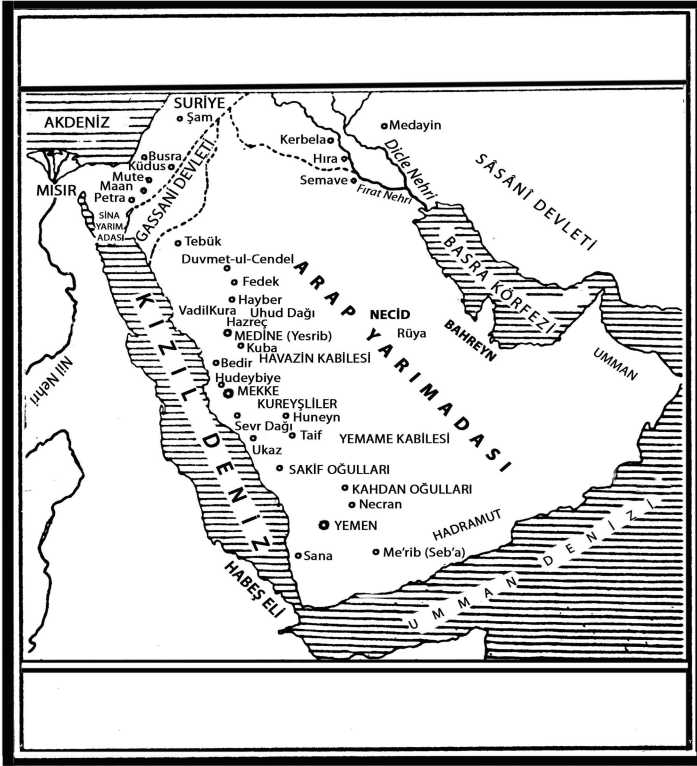 SURİYE
Şam
AKDENİZ
Medayin
Kerbela
Dicle Nehri
SÂSÂNÎ DEVLETİ
Busra
Hıra
Küdus
Mute
Semave
Fırat Nehri
MISIR
Maan
Petra
GASSANİ DEVLETİ
SİNA
YARIM
ADASI
Tebük
Duvmet-ul-Cendel
BASRA KÖRFEZİ
ARAP YARIMADASI
Fedek
Hayber
VadilKura
Uhud Dağı
NECİD
Hazreç
MEDİNE (Yesrib)
Rüya
BAHREYN
Kuba
HAVAZİN KABİLESİ
Bedir
UMMAN
KIZIL DENİZ
Nil Nehri
Hudeybiye
MEKKE
KUREYŞLİLER
Huneyn
Sevr Dağı
Taif
YEMAME KABİLESİ
Ukaz
SAKİF OĞULLARI
KAHDAN OĞULLARI
Necran
YEMEN
HADRAMUT
Sana
Me'rib (Seb'a)
HABEŞ ELİ
UMMAN DENİZİ